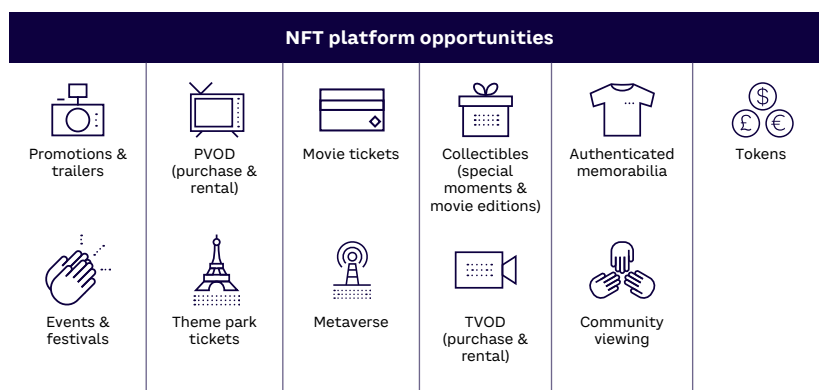 NFT platform opportunities
Promotions &
trailers
PVOD
(purchase &
rental)
Movie tickets
Collectibles
(special
moments &
movie editions)
Authenticated
memorabilia
$
£
€
Tokens
Events &
festivals
Theme park
tickets
Metaverse
TVOD
(purchase &
rental)
Community
viewing